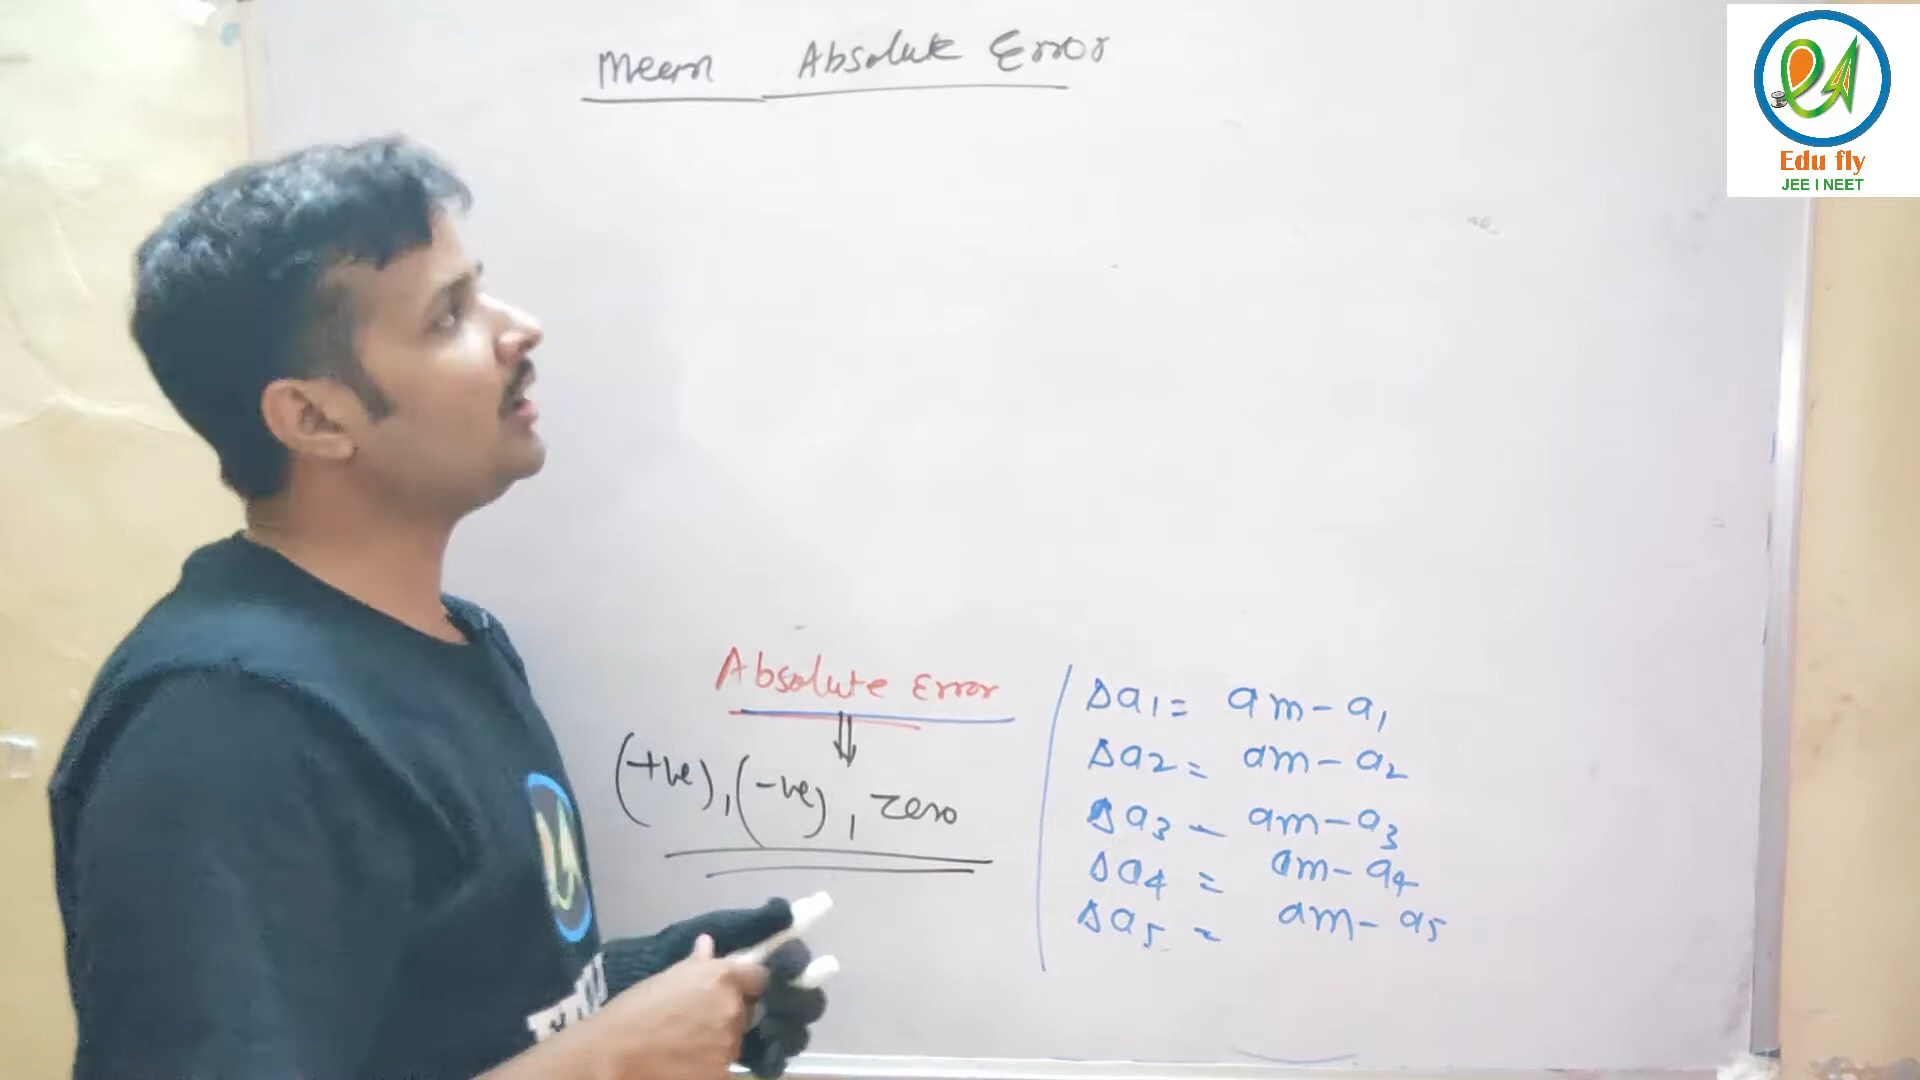 Mean Absolute Error
Edu fly
JEE I NEET
Absolute Error
(+ve), (-ve), zero
Δa1 = am - a1
Δa2 = am - a2
Δa3 - am - a3
Δa4 = am - a4
Δa5 = am - a5